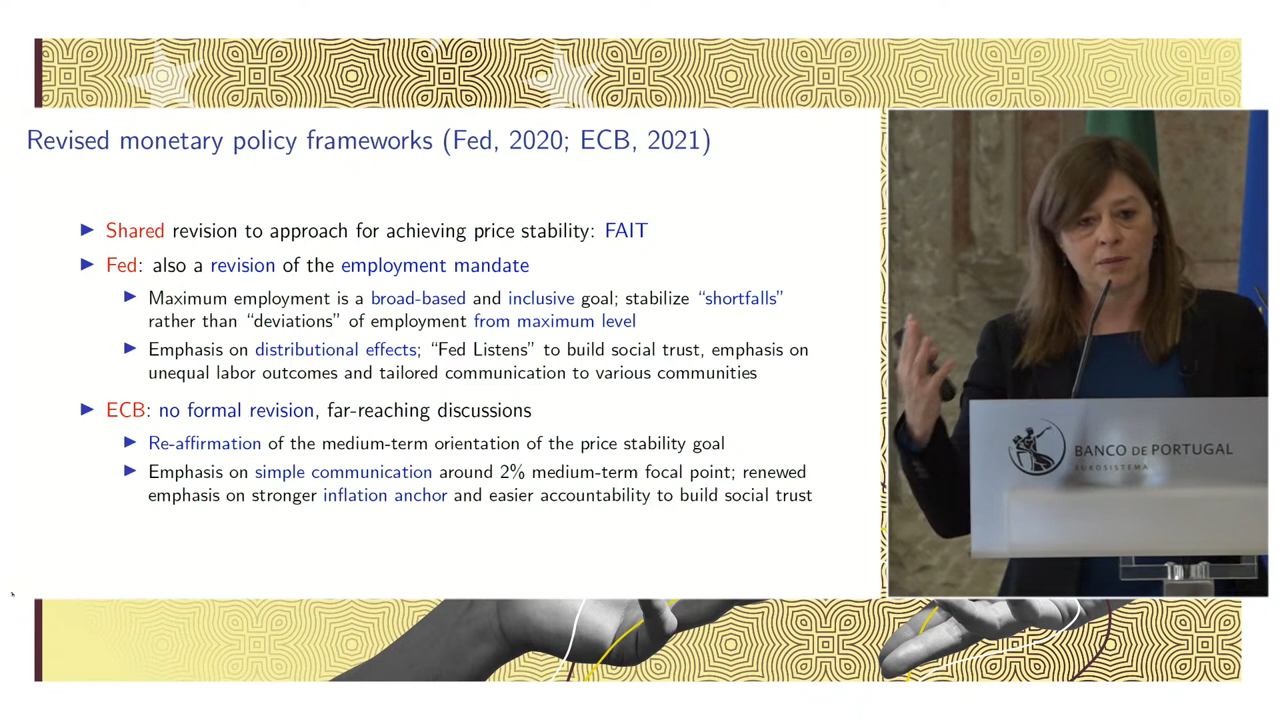 Revised monetary policy frameworks (Fed, 2020; ECB, 2021)
Shared revision to approach for achieving price stability: FAIT
Fed: also a revision of the employment mandate
Maximum employment is a broad-based and inclusive goal; stabilize “shortfalls”
rather than “deviations” of employment from maximum level
Emphasis on distributional effects; “Fed Listens” to build social trust, emphasis on
unequal labor outcomes and tailored communication to various communities
ECB: no formal revision, far-reaching discussions
Re-affirmation of the medium-term orientation of the price stability goal
Emphasis on simple communication around 2% medium-term focal point; renewed
emphasis on stronger inflation anchor and easier accountability to build social trust
BANCO DE PORTUGAL
EUROSISTEMA